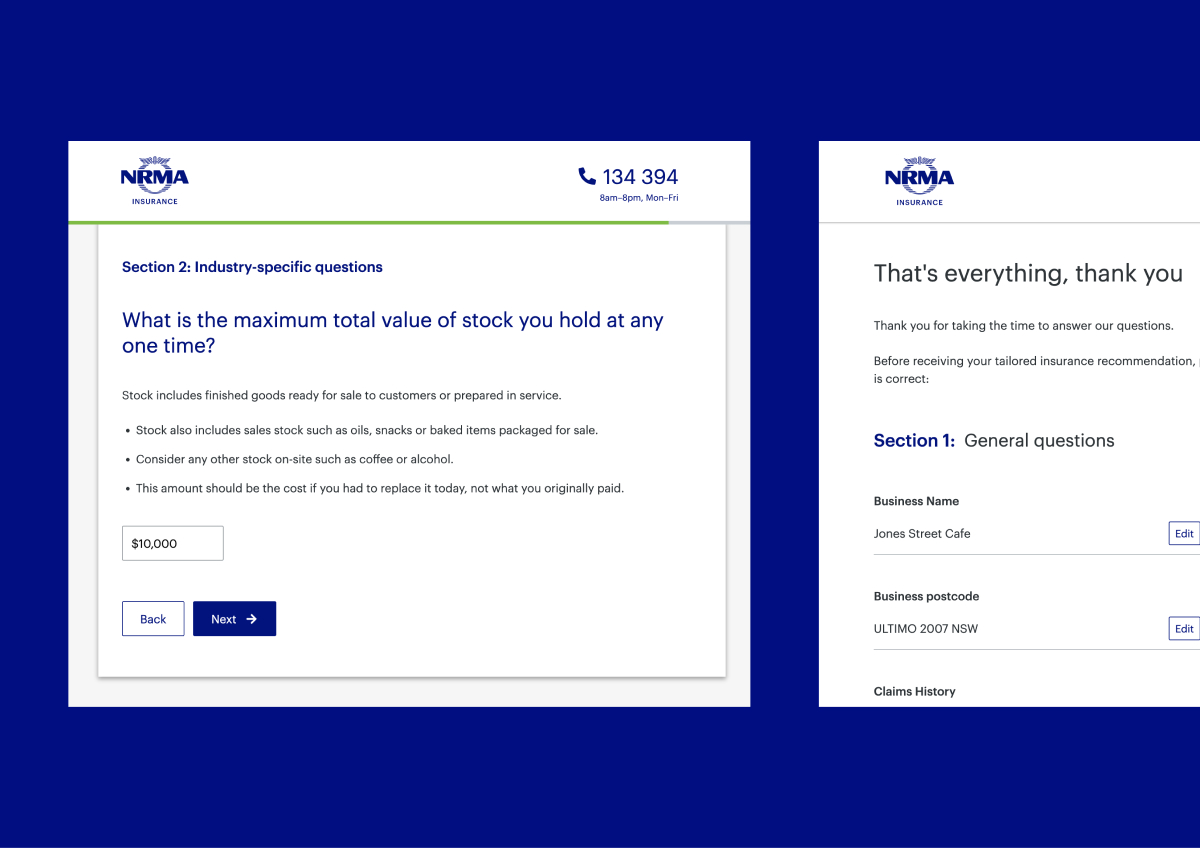 NRMA
INSURANCE
134 394
8am–8pm, Mon–Fri
Section 2: Industry-specific questions
What is the maximum total value of stock you hold at any
one time?
Stock includes finished goods ready for sale to customers or prepared in service.
• Stock also includes sales stock such as oils, snacks or baked items packaged for sale.
• Consider any other stock on-site such as coffee or alcohol.
• This amount should be the cost if you had to replace it today, not what you originally paid.
$10,000
Back
Next →
NRMA
INSURANCE
That's everything, thank you
Thank you for taking the time to answer our questions.
Before receiving your tailored insurance recommendation,
is correct:
Section 1: General questions
Business Name
Jones Street Cafe
Edit
Business postcode
ULTIMO 2007 NSW
Edit
Claims History